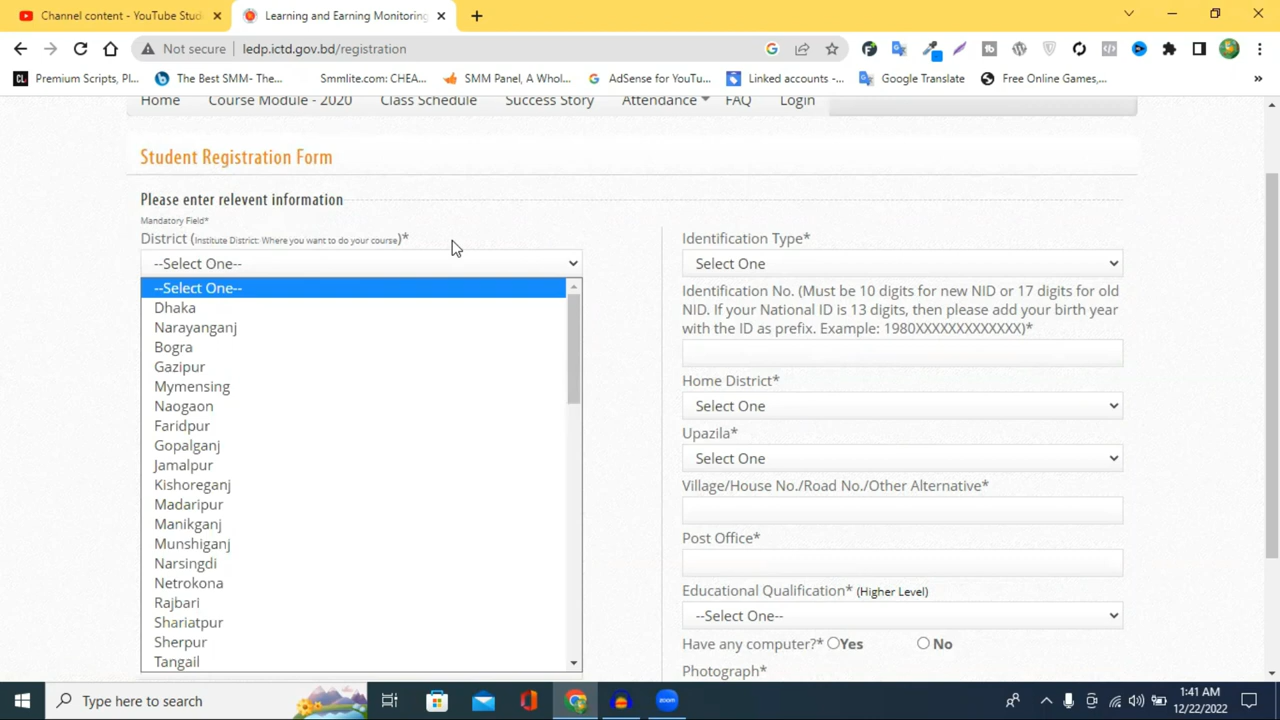 Channel content - YouTube Stud
Learning and Earning Monitoring
Not secure ledp.ictd.gov.bd/registration
CL Premium Scripts, Pl...
The Best SMM- The...
Smmlite.com: CHEA...
SMM Panel, A Whol...
AdSense for YouTu...
Linked accounts -...
Google Translate
Free Online Games,...
»
Home Course Module - 2020 Class Schedule Success Story Attendance FAQ Login
Student Registration Form
Please enter relevent information
Mandatory Field*
District (Institute District: Where you want to do your course)*
--Select One--
--Select One--
Dhaka
Narayanganj
Bogra
Gazipur
Mymensing
Naogaon
Faridpur
Gopalganj
Jamalpur
Kishoreganj
Madaripur
Manikganj
Munshiganj
Narsingdi
Netrokona
Rajbari
Shariatpur
Sherpur
Tangail
Identification Type*
Select One
Identification No. (Must be 10 digits for new NID or 17 digits for old
NID. If your National ID is 13 digits, then please add your birth year
with the ID as prefix. Example: 1980XXXXXXXXXXXXX)*
Home District*
Select One
Upazila*
Select One
Village/House No./Road No./Other Alternative*
Post Office*
Educational Qualification* (Higher Level)
--Select One--
Have any computer?* Yes No
Photograph*
Type here to search
zoom
1:41 AM
12/22/2022